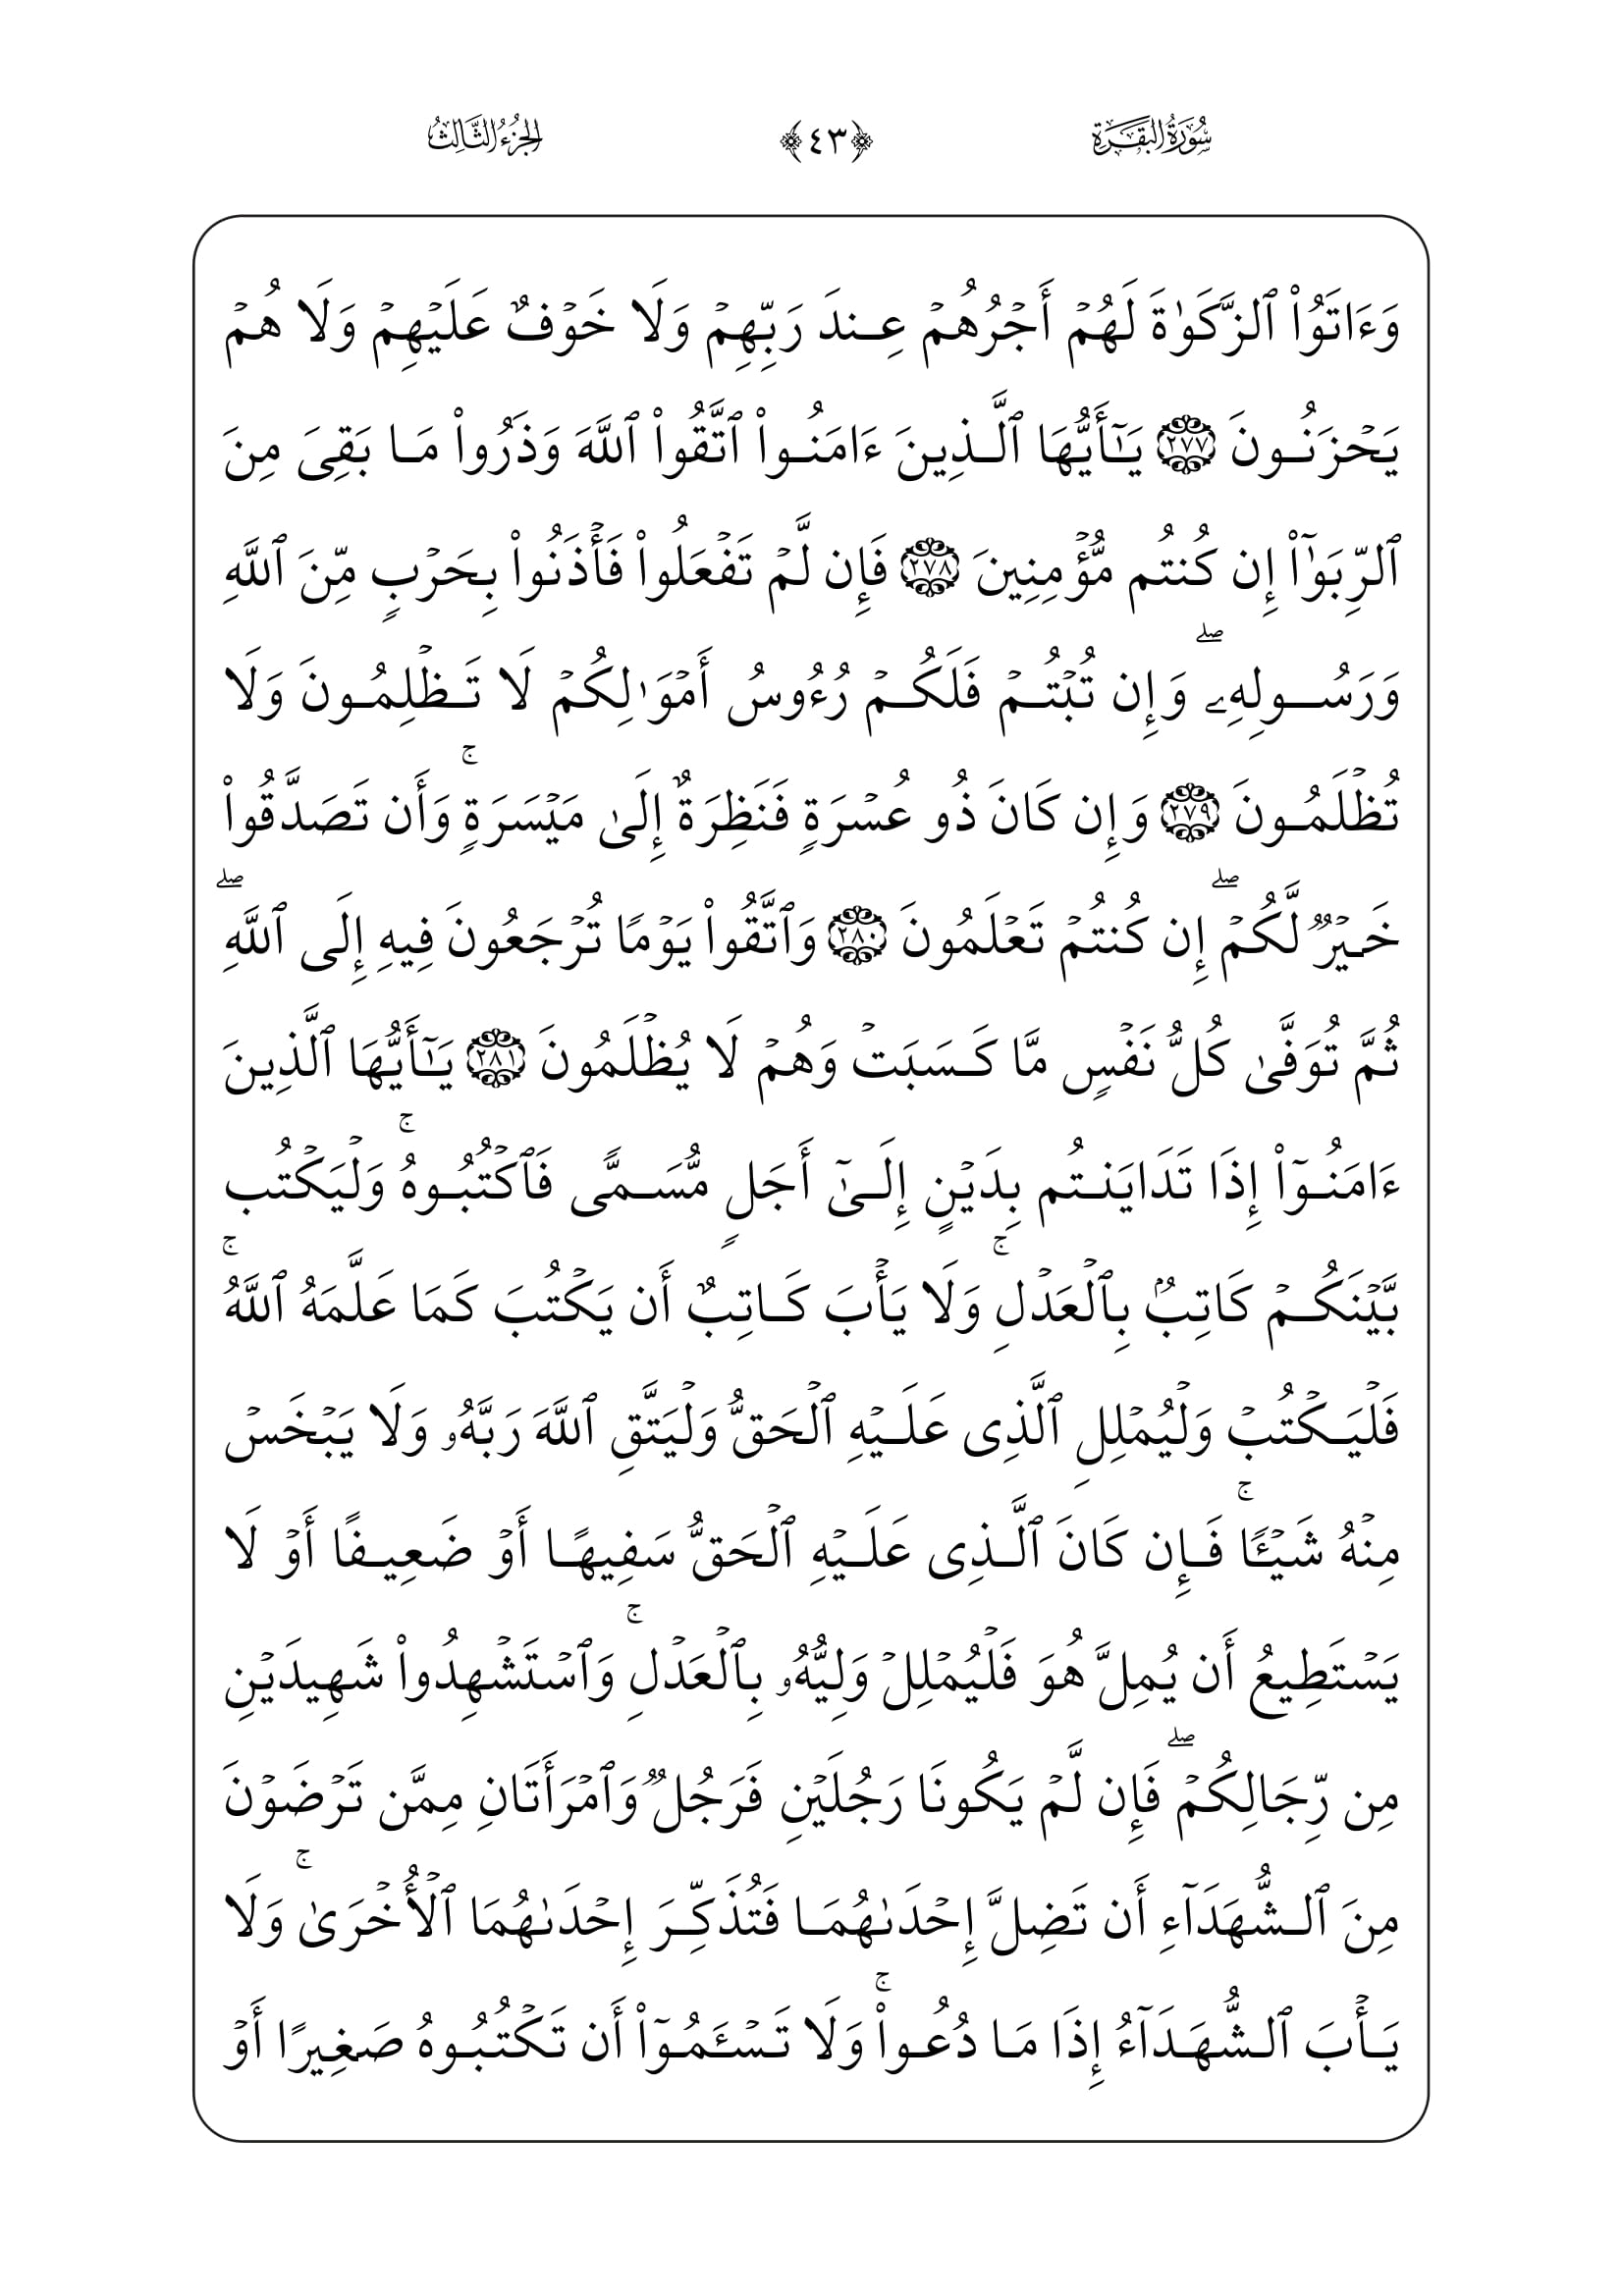 سُورَةُ البَقَرَةِ ﴿٤٣﴾ الجُزْءُ الثَّالِثُ
وَءَاتَوُا۟ ٱلزَّكَوٰةَ لَهُمۡ أَجۡرُهُمۡ عِندَ رَبِّهِمۡ وَلَا خَوۡفٌ عَلَيۡهِمۡ وَلَا هُمۡ
يَحۡزَنُونَ ٢٧٧ يَـٰٓأَيُّهَا ٱلَّذِينَ ءَامَنُوا۟ ٱتَّقُوا۟ ٱللَّهَ وَذَرُوا۟ مَا بَقِىَ مِنَ
ٱلرِّبَوٰٓا۟ إِن كُنتُم مُّؤۡمِنِينَ ٢٧٨ فَإِن لَّمۡ تَفۡعَلُوا۟ فَأۡذَنُوا۟ بِحَرۡبٍ مِّنَ ٱللَّهِ
وَرَسُولِهِۦۖ وَإِن تُبۡتُمۡ فَلَكُمۡ رُءُوسُ أَمۡوَٰلِكُمۡ لَا تَظۡلِمُونَ وَلَا
تُظۡلَمُونَ ٢٧٩ وَإِن كَانَ ذُو عُسۡرَةٍ فَنَظِرَةٌ إِلَىٰ مَيۡسَرَةٍۚ وَأَن تَصَدَّقُوا۟
خَيۡرٌ لَّكُمۡۖ إِن كُنتُمۡ تَعۡلَمُونَ ٢٨٠ وَٱتَّقُوا۟ يَوۡمًا تُرۡجَعُونَ فِيهِ إِلَى ٱللَّهِۖ
ثُمَّ تُوَفَّىٰ كُلُّ نَفۡسٍ مَّا كَسَبَتۡ وَهُمۡ لَا يُظۡلَمُونَ ٢٨١ يَـٰٓأَيُّهَا ٱلَّذِينَ
ءَامَنُوٓا۟ إِذَا تَدَايَنتُم بِدَيۡنٍ إِلَىٰٓ أَجَلٍ مُّسَمًّى فَٱكۡتُبُوهُۚ وَلۡيَكۡتُب
بَّيۡنَكُمۡ كَاتِبُۢ بِٱلۡعَدۡلِۚ وَلَا يَأۡبَ كَاتِبٌ أَن يَكۡتُبَ كَمَا عَلَّمَهُ ٱللَّهُۚ
فَلۡيَكۡتُبۡ وَلۡيُمۡلِلِ ٱلَّذِى عَلَيۡهِ ٱلۡحَقُّ وَلۡيَتَّقِ ٱللَّهَ رَبَّهُۥ وَلَا يَبۡخَسۡ
مِنۡهُ شَيۡـًٔاۚ فَإِن كَانَ ٱلَّذِى عَلَيۡهِ ٱلۡحَقُّ سَفِيهًا أَوۡ ضَعِيفًا أَوۡ لَا
يَسۡتَطِيعُ أَن يُمِلَّ هُوَ فَلۡيُمۡلِلۡ وَلِيُّهُۥ بِٱلۡعَدۡلِۚ وَٱسۡتَشۡهِدُوا۟ شَهِيدَيۡنِ
مِن رِّجَالِكُمۡۖ فَإِن لَّمۡ يَكُونَا رَجُلَيۡنِ فَرَجُلٌ وَٱمۡرَأَتَانِ مِمَّن تَرۡضَوۡنَ
مِنَ ٱلشُّهَدَآءِ أَن تَضِلَّ إِحۡدَىٰهُمَا فَتُذَكِّرَ إِحۡدَىٰهُمَا ٱلۡأُخۡرَىٰۚ وَلَا
يَأۡبَ ٱلشُّهَدَآءُ إِذَا مَا دُعُوا۟ۚ وَلَا تَسۡـَٔمُوٓا۟ أَن تَكۡتُبُوهُ صَغِيرًا أَوۡ